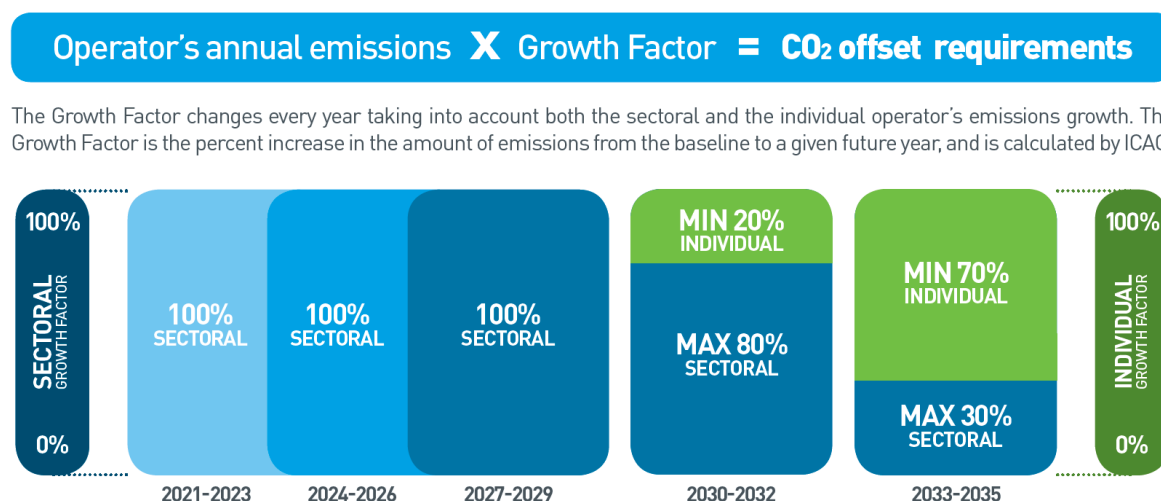 Operator's annual emissions X Growth Factor = CO2 offset requirements
The Growth Factor changes every year taking into account both the sectoral and the individual operator's emissions growth. Th
Growth Factor is the percent increase in the amount of emissions from the baseline to a given future year, and is calculated by ICAO
100%
SECTORAL
GROWTH FACTOR
0%
100%
SECTORAL
100%
SECTORAL
100%
SECTORAL
MIN 20%
INDIVIDUAL
MAX 80%
SECTORAL
MIN 70%
INDIVIDUAL
MAX 30%
SECTORAL
100%
INDIVIDUAL
GROWTH FACTOR
0%
2021-2023
2024-2026
2027-2029
2030-2032
2033-2035